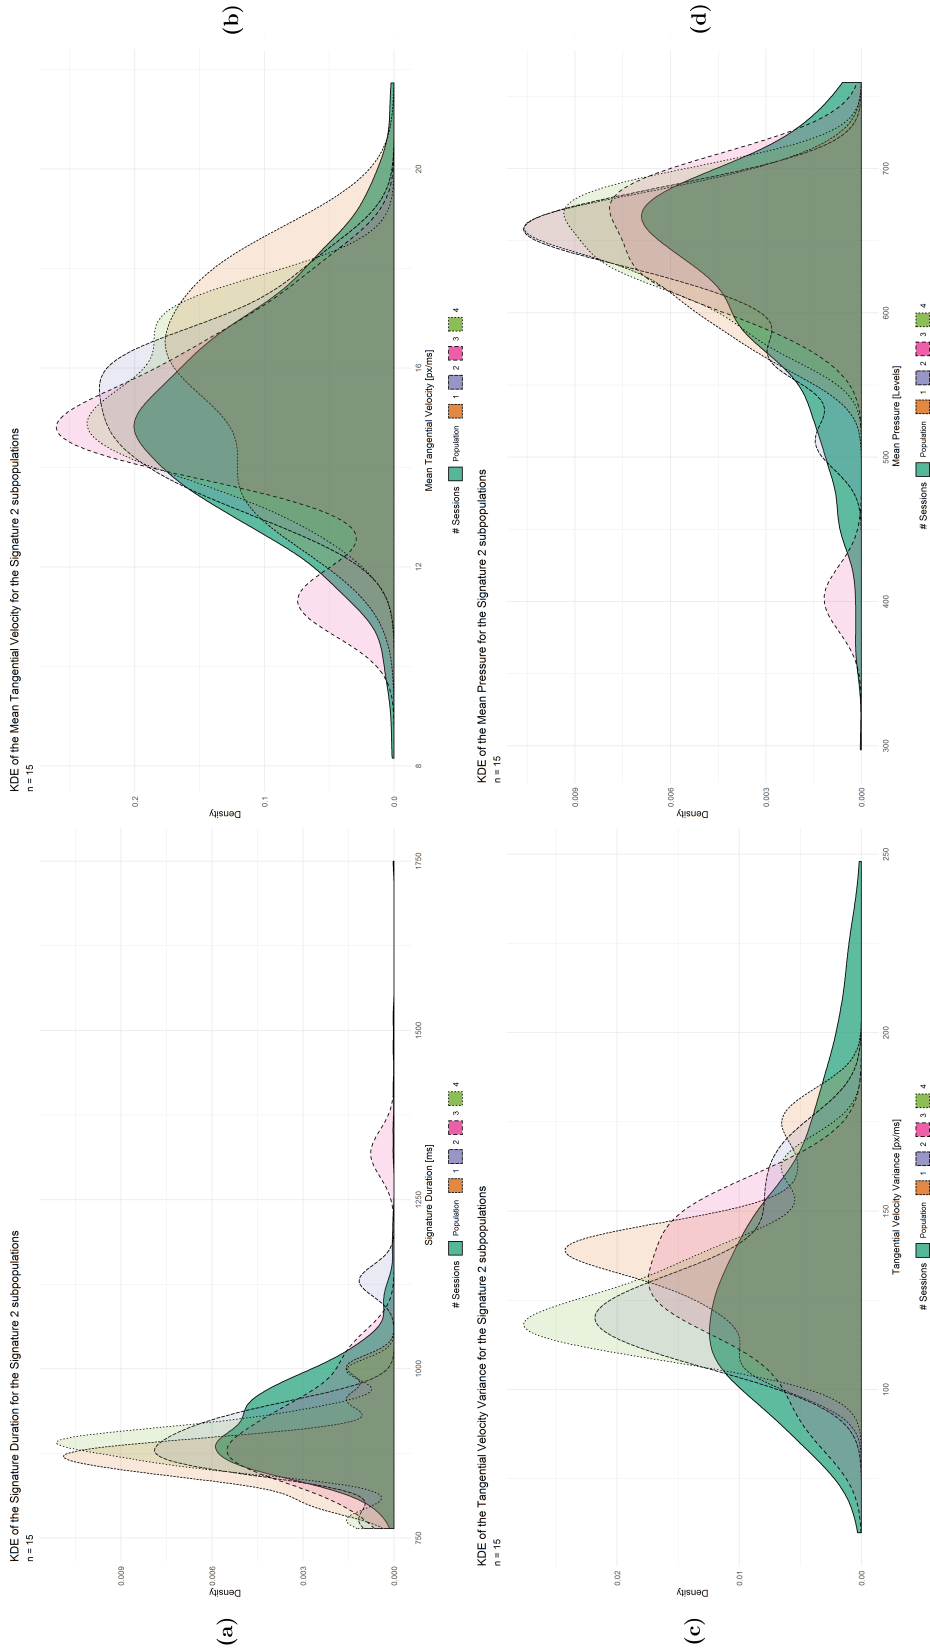 (a)
KDE of the Signature Duration for the Signature 2 subpopulations
n = 15
Density
0.009
0.006
0.003
0.000
750
1000
1250
1500
1750
Signature Duration [ms]
# Sessions Population 1 2 3 4
(b)
KDE of the Mean Tangential Velocity for the Signature 2 subpopulations
n = 15
Density
0.2
0.1
0.0
8
12
16
20
Mean Tangential Velocity [px/ms]
# Sessions Population 1 2 3 4
(c)
KDE of the Tangential Velocity Variance for the Signature 2 subpopulations
n = 15
Density
0.02
0.01
0.00
100
150
200
250
Tangential Velocity Variance [px/ms]
# Sessions Population 1 2 3 4
(d)
KDE of the Mean Pressure for the Signature 2 subpopulations
n = 15
Density
0.009
0.006
0.003
0.000
300
400
500
600
700
Mean Pressure [Levels]
# Sessions Population 1 2 3 4